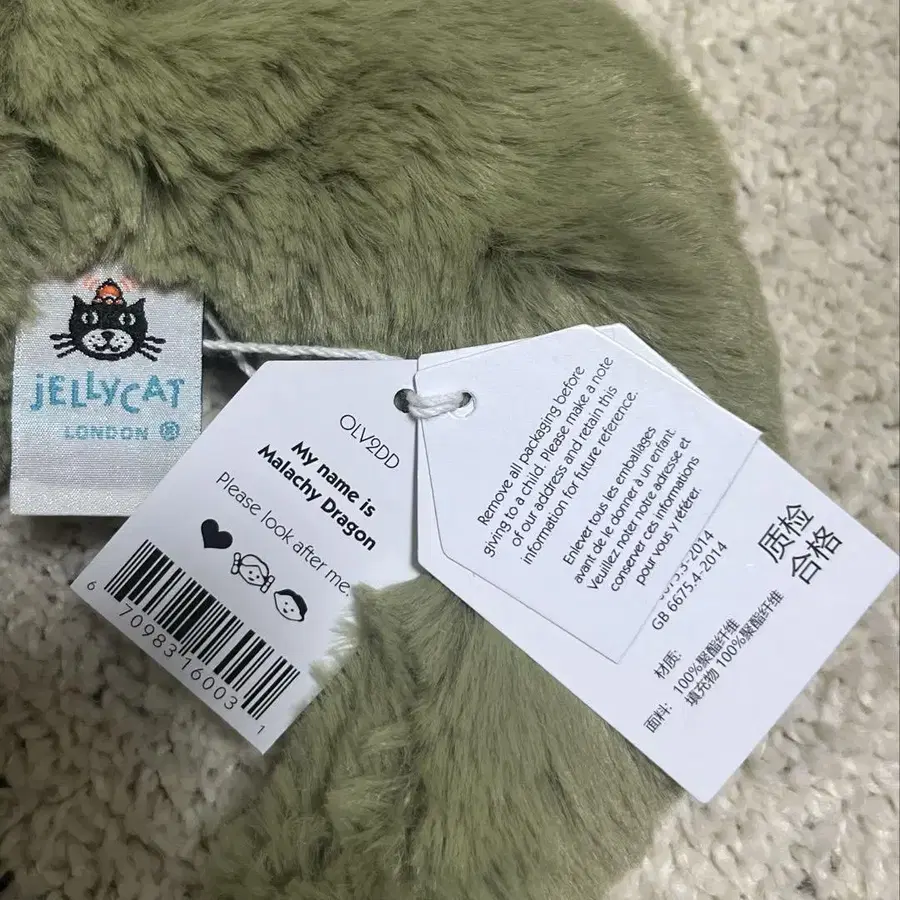 JELLYCAT
LONDON ®
OLV2DD
My name is
Malachy Dragon
Please look after me.
6 70983 16003 1
Remove all packaging before
giving to a child. Please make a note
of our address and retain this
information for future reference.
Enlever tous les emballages
avant de le donner à un enfant.
Veuillez noter notre adresse et
conserver ces informations
pour vous y référer.
-2014
GB 6675.4-2014
质检
合格
材质:
面料: 100%聚酯纤维
填充物 100%聚酯纤维